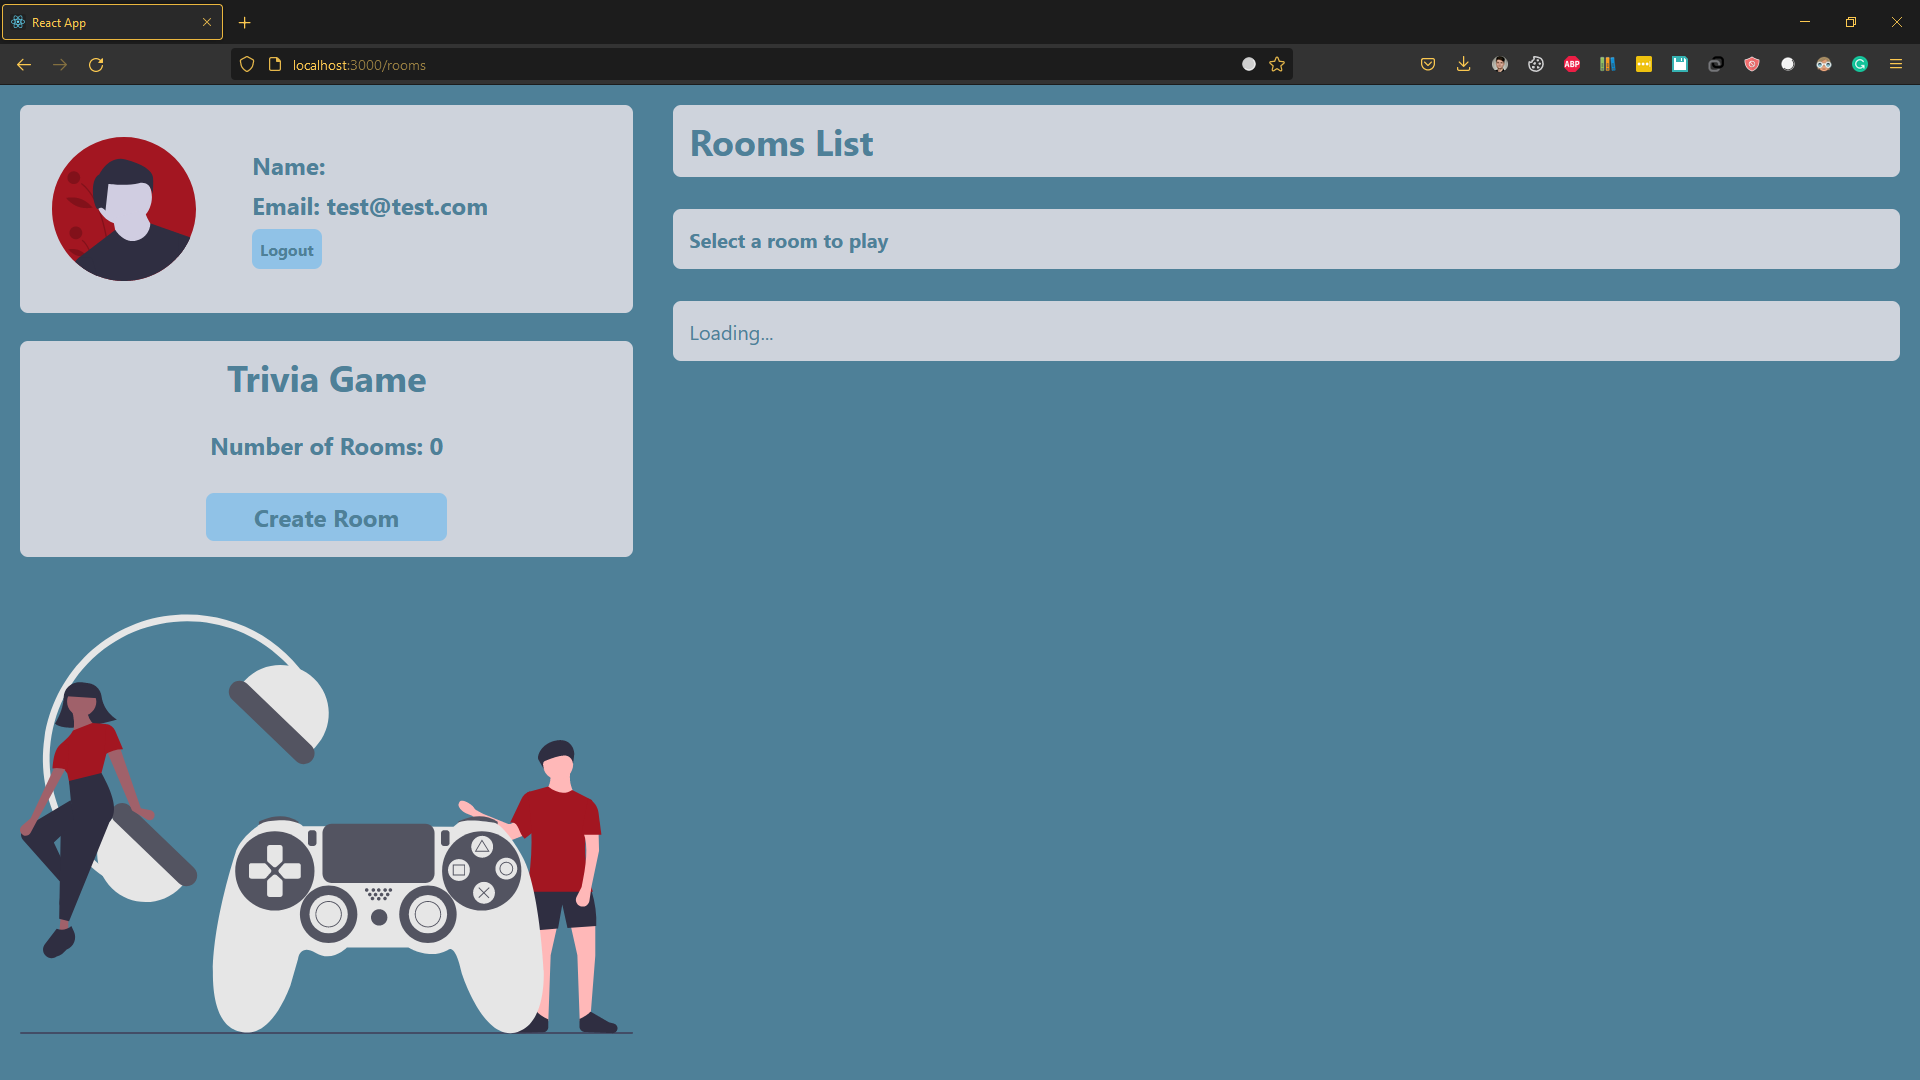 React App
localhost:3000/rooms
ABP
Name:
Email: test@test.com
Logout
Trivia Game
Number of Rooms: 0
Create Room
Rooms List
Select a room to play
Loading...